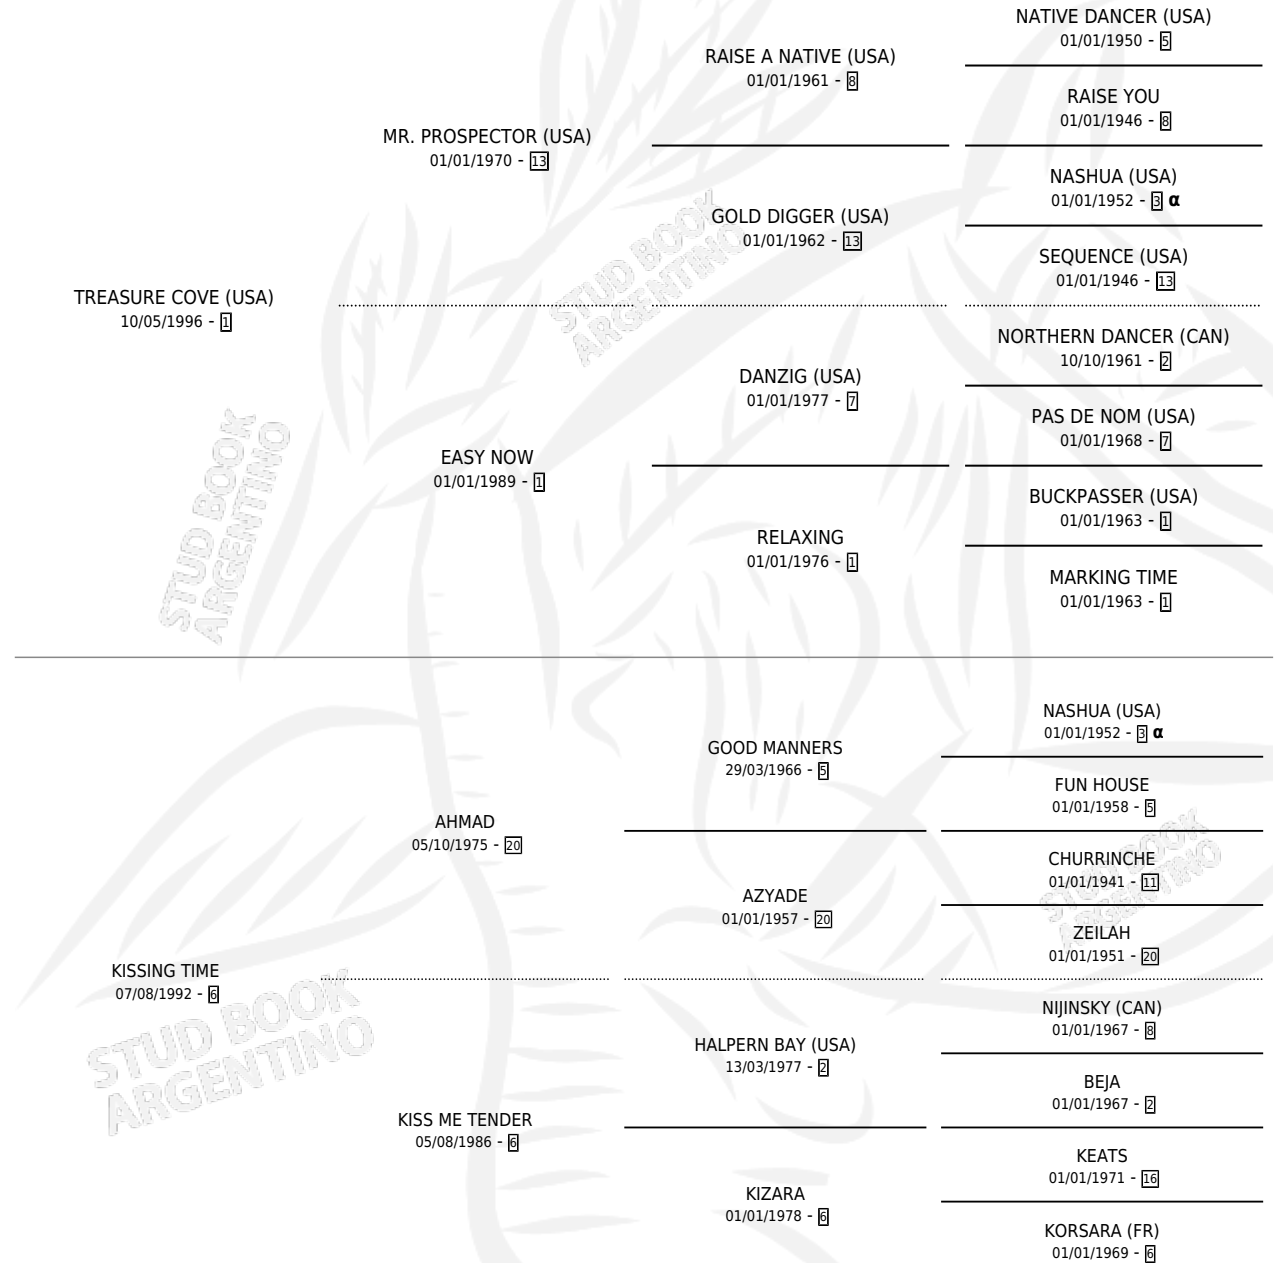 NATIVE DANCER (USA)
01/01/1950 - 5
RAISE A NATIVE (USA)
01/01/1961 - 8
RAISE YOU
01/01/1946 - 8
MR. PROSPECTOR (USA)
01/01/1970 - 13
NASHUA (USA)
01/01/1952 - 3 α
GOLD DIGGER (USA)
01/01/1962 - 13
SEQUENCE (USA)
01/01/1946 - 13
TREASURE COVE (USA)
10/05/1996 - 1
NORTHERN DANCER (CAN)
10/10/1961 - 2
DANZIG (USA)
01/01/1977 - 7
PAS DE NOM (USA)
01/01/1968 - 7
EASY NOW
01/01/1989 - 1
BUCKPASSER (USA)
01/01/1963 - 1
RELAXING
01/01/1976 - 1
MARKING TIME
01/01/1963 - 1
NASHUA (USA)
01/01/1952 - 3 α
GOOD MANNERS
29/03/1966 - 5
FUN HOUSE
01/01/1958 - 5
AHMAD
05/10/1975 - 20
CHURRINCHE
01/01/1941 - 11
AZYADE
01/01/1957 - 20
ZEILAH
01/01/1951 - 20
KISSING TIME
07/08/1992 - 6
NIJINSKY (CAN)
01/01/1967 - 8
HALPERN BAY (USA)
13/03/1977 - 2
BEJA
01/01/1967 - 2
KISS ME TENDER
05/08/1986 - 6
KEATS
01/01/1971 - 16
KIZARA
01/01/1978 - 6
KORSARA (FR)
01/01/1969 - 6
STUD BOOK
ARGENTINO
STUD BOOK
ARGENTINO
STUD BOOK
ARGENTINO
STUD BOOK
ARGENTINO